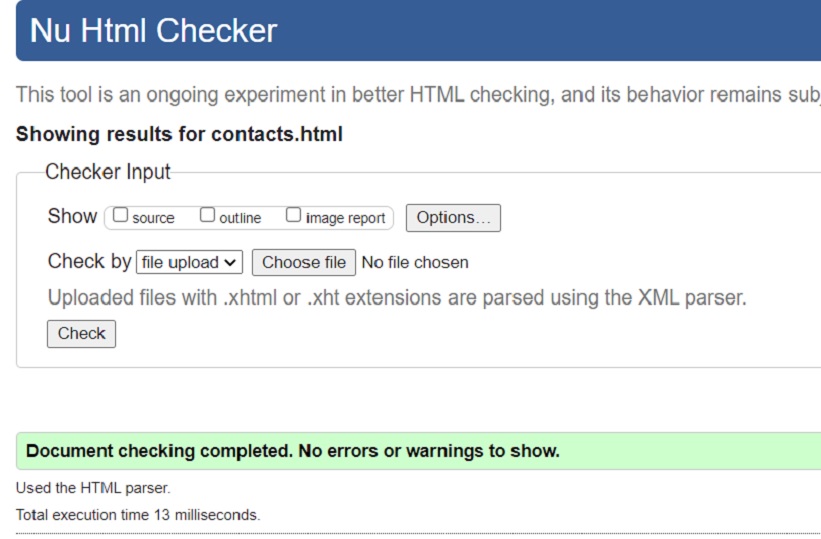 Nu Html Checker
This tool is an ongoing experiment in better HTML checking, and its behavior remains
Showing results for contacts.html
Checker Input
Show source outline image report Options...
Check by file upload Choose file No file chosen
Uploaded files with .xhtml or .xht extensions are parsed using the XML parser.
Check
Document checking completed. No errors or warnings to show.
Used the HTML parser.
Total execution time 13 milliseconds.